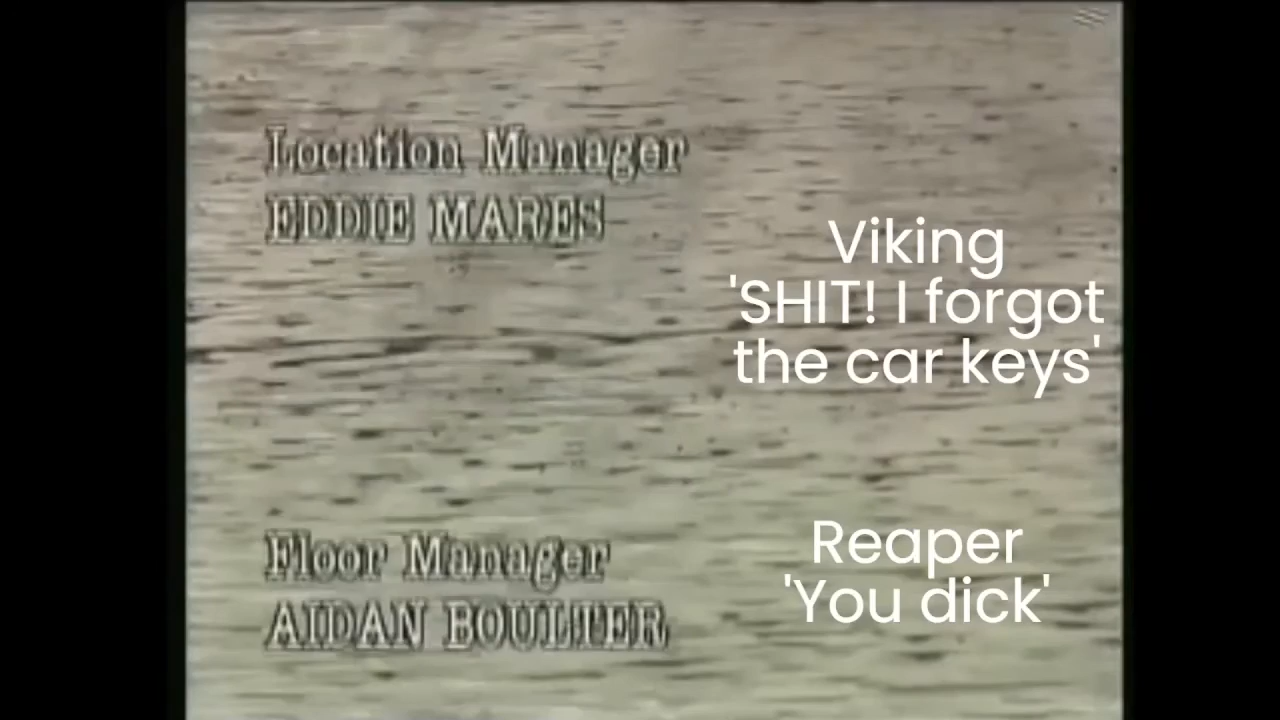 Location Manager
EDDIE MARES
Viking
'SHIT! I forgot
the car keys'
Floor Manager
AIDAN BOULTER
Reaper
'You dick'